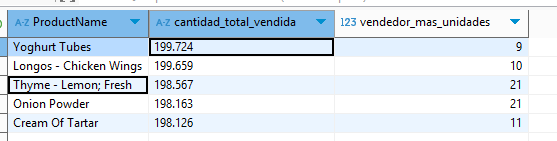 A-Z ProductName A-Z cantidad_total_vendida 123 vendedor_mas_unidades
Yoghurt Tubes 199.724 9
Longos - Chicken Wings 199.659 10
Thyme - Lemon; Fresh 198.567 21
Onion Powder 198.163 21
Cream Of Tartar 198.126 11